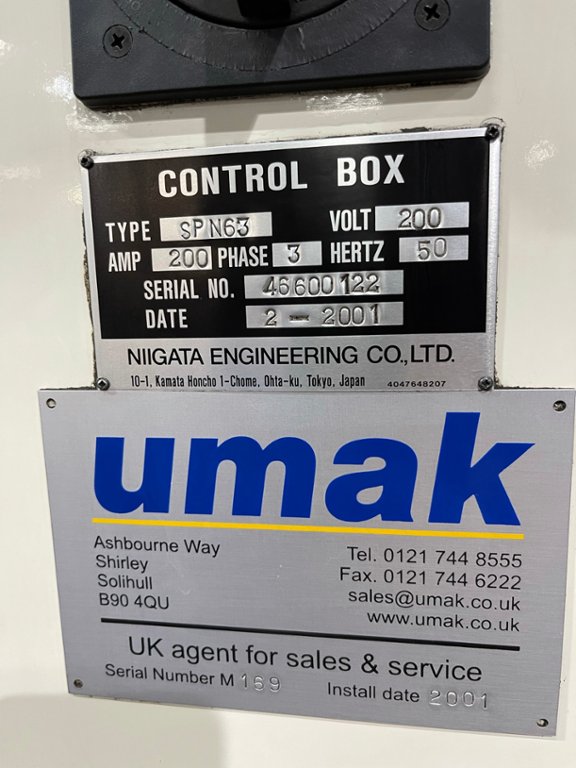 CONTROL BOX
TYPE SPN63 VOLT 200
AMP 200 PHASE 3 HERTZ 50
SERIAL NO. 46600122
DATE 2-2001
NIIGATA ENGINEERING CO.,LTD.
10-1, Kamata Honcho 1-Chome, Ohta-ku, Tokyo, Japan 4047648207
umak
Ashbourne Way
Shirley
Solihull
B90 4QU
Tel. 0121 744 8555
Fax. 0121 744 6222
sales@umak.co.uk
www.umak.co.uk
UK agent for sales & service
Serial Number M 169 Install date 2001